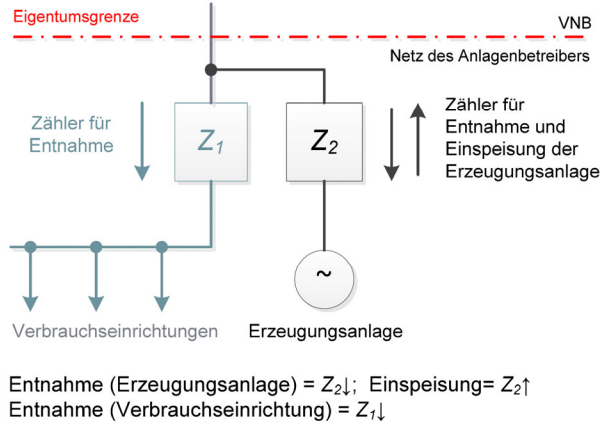 Eigentumsgrenze
VNB
Netz des Anlagenbetreibers
Zähler für
Entnahme
Z1
Z2
Zähler für
Entnahme und
Einspeisung der
Erzeugungsanlage
~
Verbrauchseinrichtungen
Erzeugungsanlage
Entnahme (Erzeugungsanlage) = Z2↓; Einspeisung= Z2↑
Entnahme (Verbrauchseinrichtung) = Z1↓